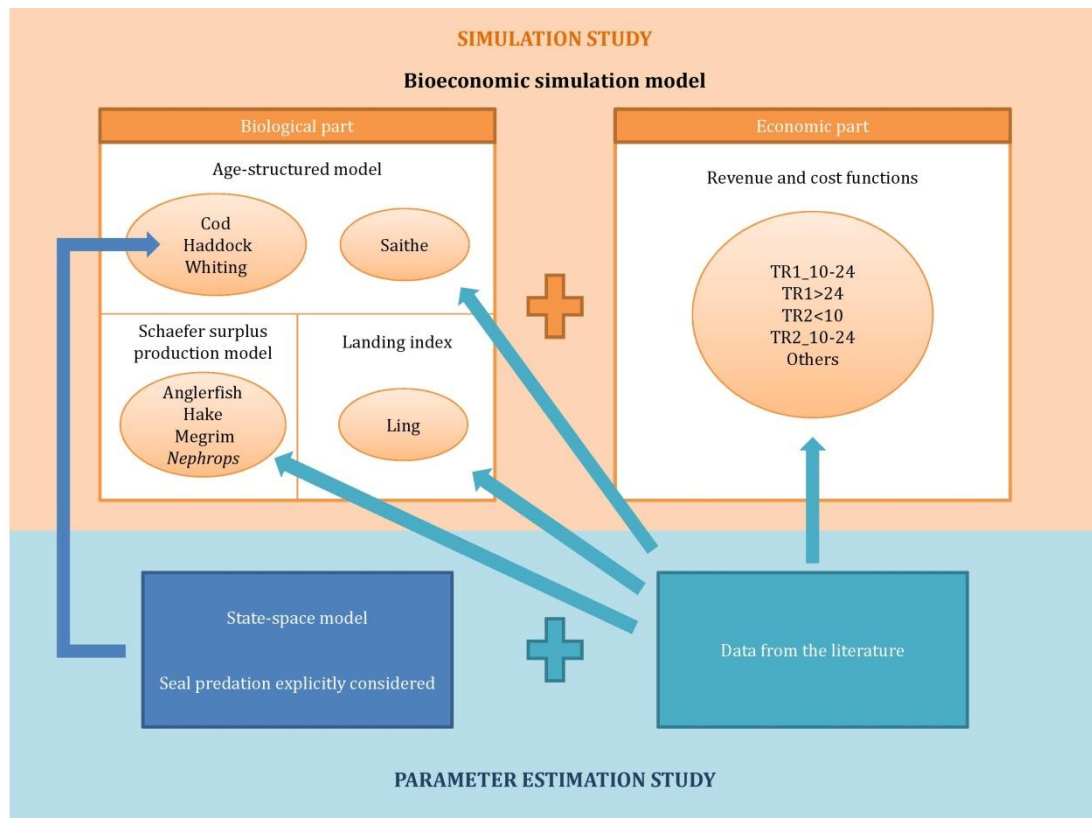 SIMULATION STUDY
Bioeconomic simulation model
Biological part
Age-structured model
Cod
Haddock
Whiting
Saithe
Schaefer surplus
production model
Anglerfish
Hake
Megrim
Nephrops
Landing index
Ling
Economic part
Revenue and cost functions
TR1_10-24
TR1>24
TR2<10
TR2_10-24
Others
State-space model
Seal predation explicitly considered
Data from the literature
PARAMETER ESTIMATION STUDY